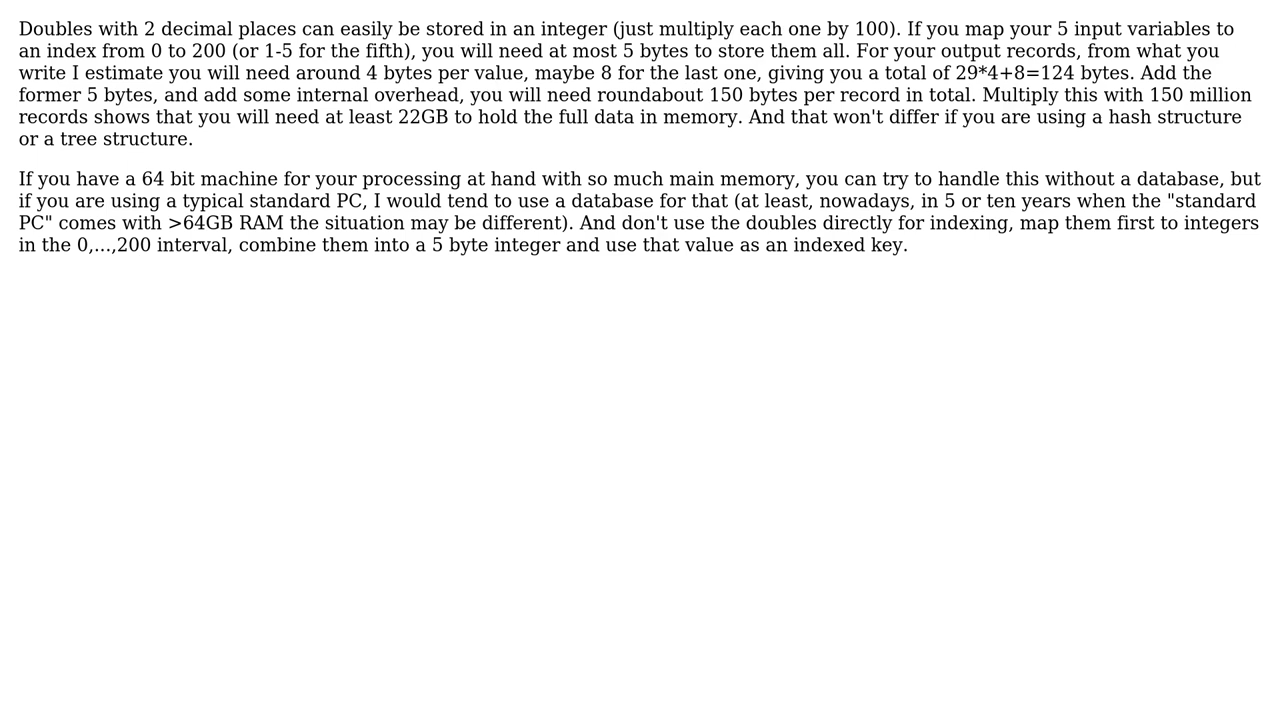 Doubles with 2 decimal places can easily be stored in an integer (just multiply each one by 100). If you map your 5 input variables to
an index from 0 to 200 (or 1-5 for the fifth), you will need at most 5 bytes to store them all. For your output records, from what you
write I estimate you will need around 4 bytes per value, maybe 8 for the last one, giving you a total of 29*4+8=124 bytes. Add the
former 5 bytes, and add some internal overhead, you will need roundabout 150 bytes per record in total. Multiply this with 150 million
records shows that you will need at least 22GB to hold the full data in memory. And that won't differ if you are using a hash structure
or a tree structure.
If you have a 64 bit machine for your processing at hand with so much main memory, you can try to handle this without a database, but
if you are using a typical standard PC, I would tend to use a database for that (at least, nowadays, in 5 or ten years when the "standard
PC" comes with >64GB RAM the situation may be different). And don't use the doubles directly for indexing, map them first to integers
in the 0,...,200 interval, combine them into a 5 byte integer and use that value as an indexed key.